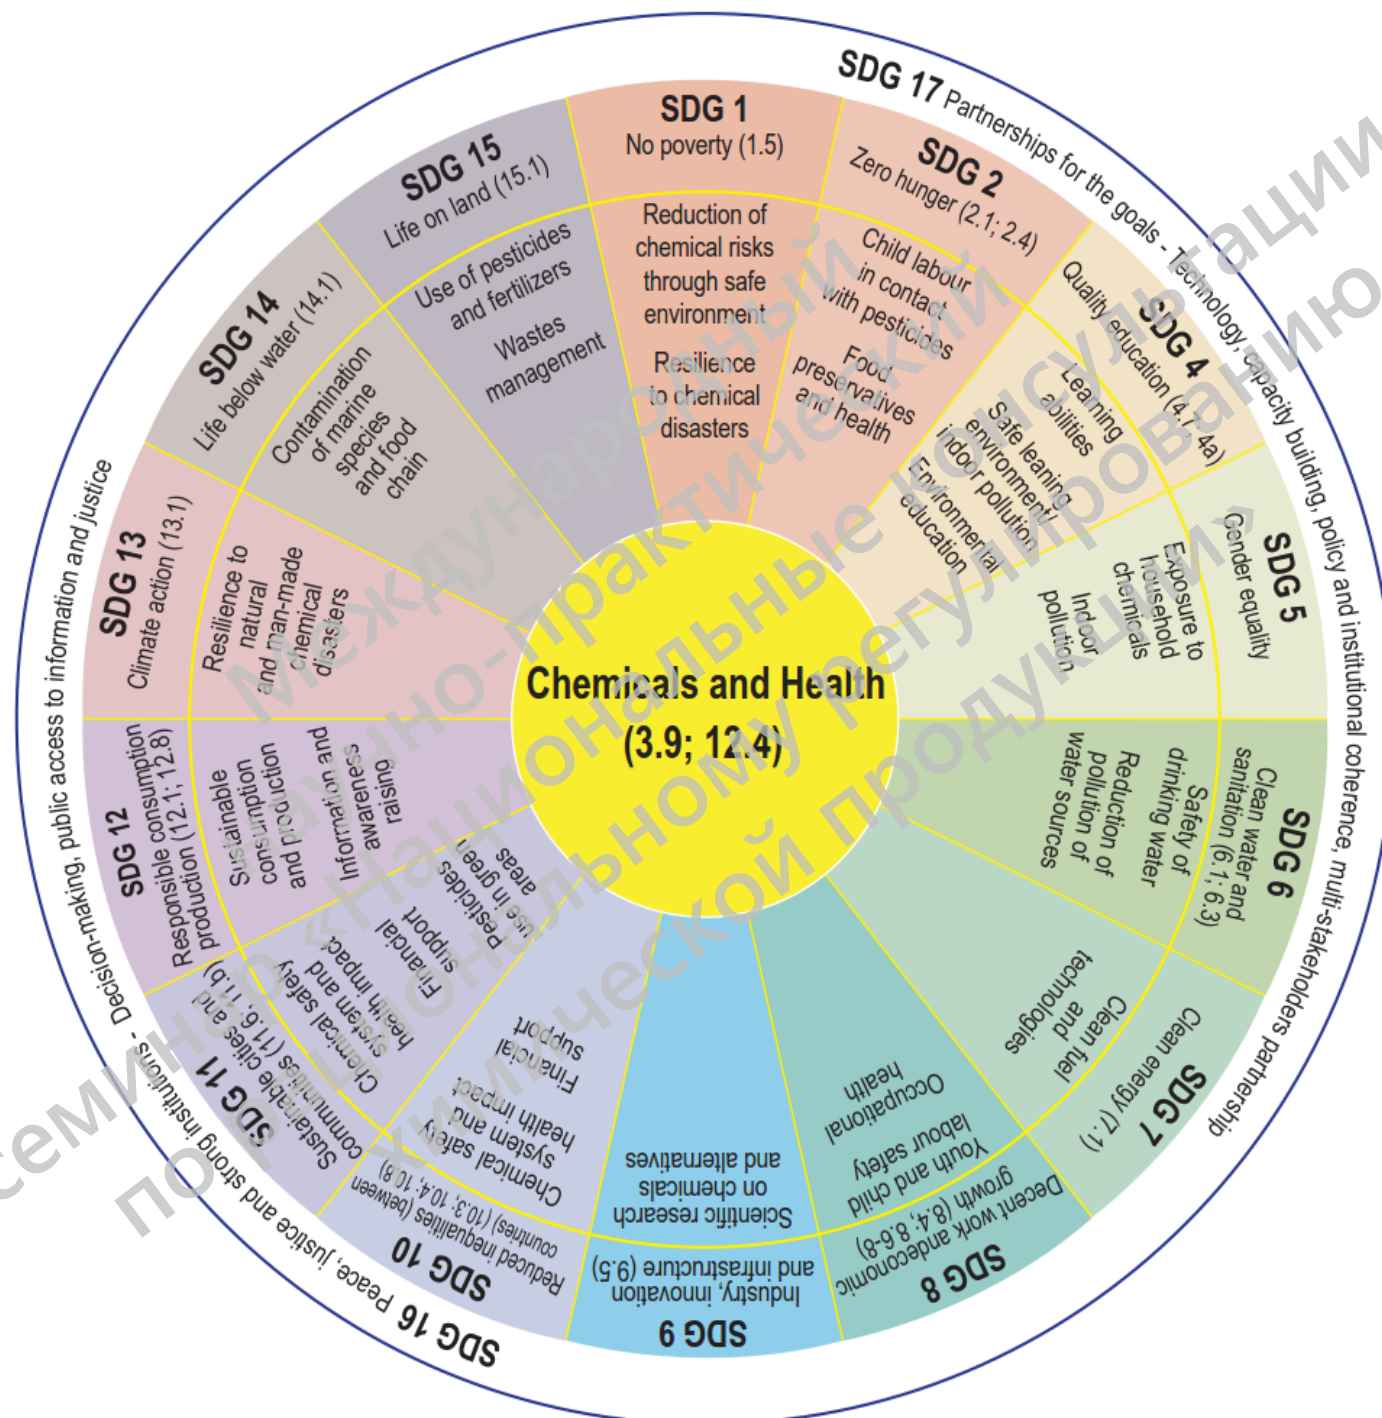 SDG 17 Partnerships for the goals - Technology, capacity building, policy and institutional coherence, multi-stakeholders partnership
SDG 1
No poverty (1.5)
Reduction of
chemical risks
through safe
environment
Resilience
to chemical
disasters
SDG 2
Zero hunger (2.1; 2.4)
Child labour
in contact
with pesticides
Food
preservatives
and health
SDG 4
Quality education (4.7; 4a)
Learning
abilities
Safe leaning
environment/
indoor pollution
Environmental
education
SDG 5
Gender equality
Exposure to
household
chemicals
Indoor
pollution
SDG 6
Clean water and
sanitation (6.1; 6.3)
Safety of
drinking water
Reduction of
pollution of
water sources
SDG 7
Clean energy (7.1)
Clean fuel
and
technologies
SDG 8
Decent work andeconomic
growth (8.4; 8.6-8)
Youth and child
labour safety
Occupational
health
SDG 9
Industry, innovation
and infrastructure (9.5)
Scientific research
on chemicals
and alternatives
SDG 10
Reduced inequalities (between
countries) (10.3; 10.4; 10.8)
Chemical safety
system and
health impact
Financial
support
SDG 11
Sustainable cities and
communities (11.6, 11.b)
Chemical safety
system and
health impact
Financial
support
Pesticides
use in green
areas
SDG 12
Responsible consumption
production (12.1; 12.8)
Sustainable
consumption
and production
Information and
awareness
raising
SDG 13
Climate action (13.1)
Resilience to
natural
and man-made
chemical
disasters
SDG 14
Life below water (14.1)
Contamination
of marine
species
and food
chain
SDG 15
Life on land (15.1)
Use of pesticides
and fertilizers
Wastes
management
SDG 16 Peace, justice and strong institutions - Decision-making, public access to information and justice
Chemicals and Health
(3.9; 12.4)
Международный
научно-практический
семинар «Национальные консультации
по рациональному регулированию
химической продукции»